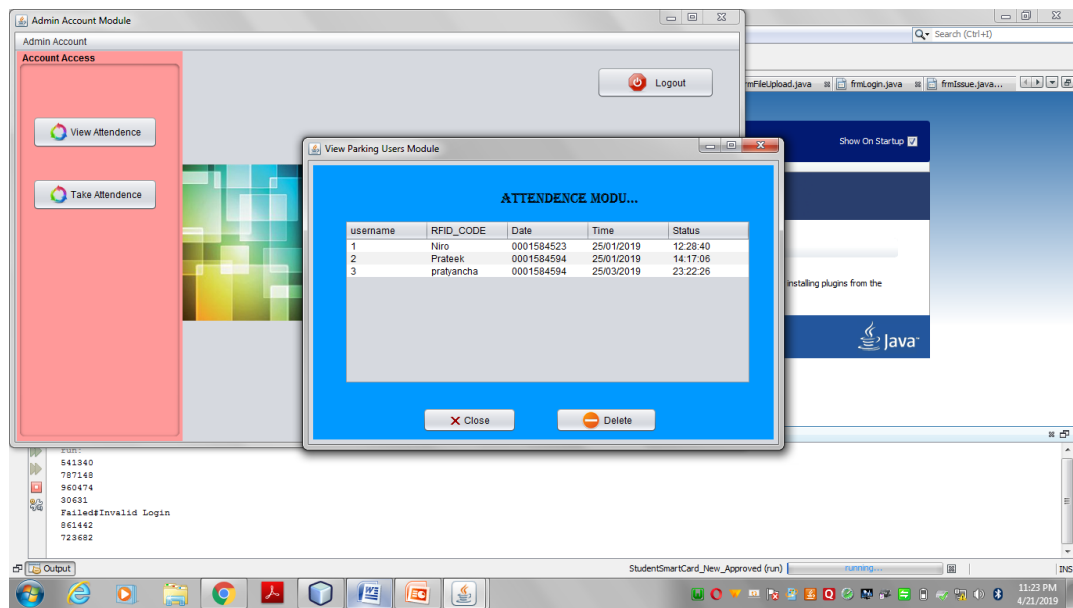 Admin Account Module
Admin Account
Account Access
View Attendence
Take Attendence
Logout
Search (Ctrl+I)
mFileUpload.java frmLogin.java frmIssue.java...
Show On Startup
installing plugins from the
Java
View Parking Users Module
ATTENDENCE MODU...
username RFID_CODE Date Time Status
1 Niro 0001584523 25/01/2019 12:28:40
2 Prateek 0001584594 25/01/2019 14:17:06
3 pratyancha 0001584594 25/03/2019 23:22:26
Close Delete
run:
541340
787148
960474
30631
Failed#Invalid Login
861442
723682
Output
StudentSmartCard_New_Approved (run) running... INS
11:23 PM
4/21/2019